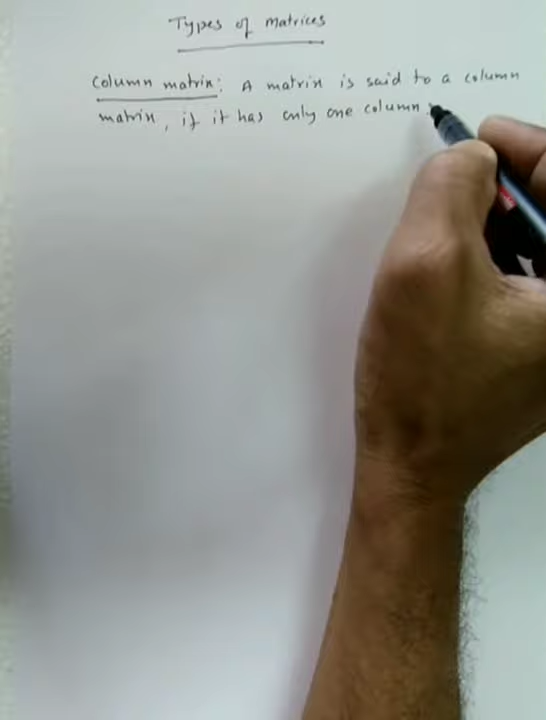 Types of Matrices
Column matrix: A matrix is said to a column
matrix, if it has only one column.